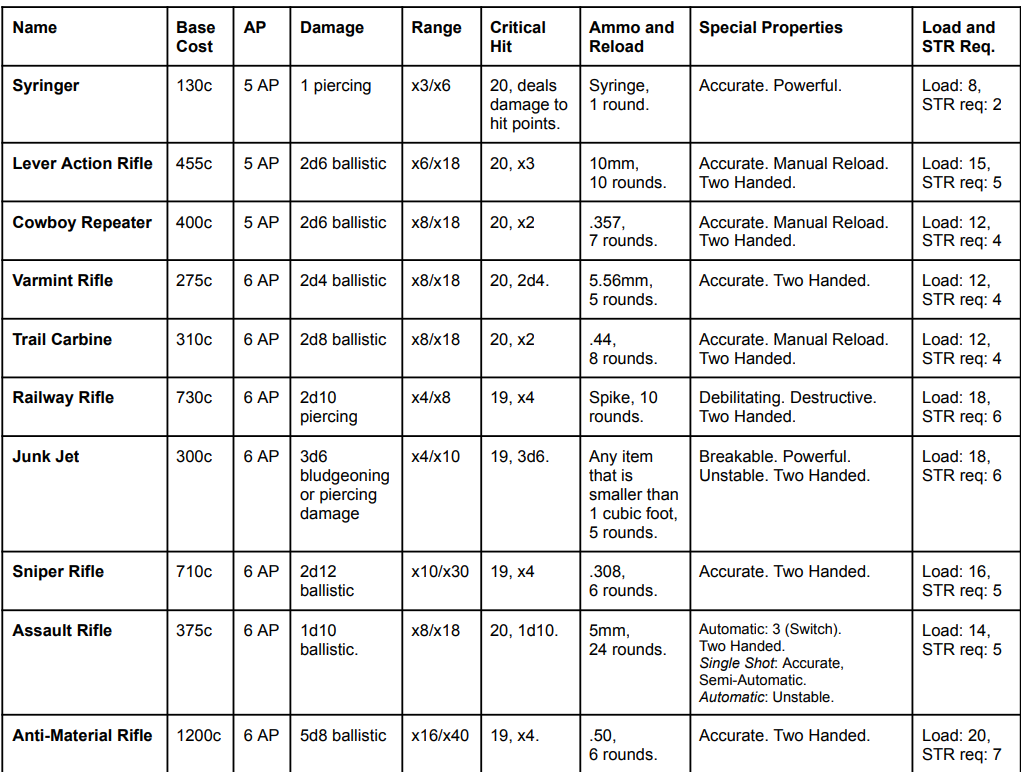 Name Base Cost AP Damage Range Critical Hit Ammo and Reload Special Properties Load and STR Req.
Syringer 130c 5 AP 1 piercing x3/x6 20, deals damage to hit points. Syringe, 1 round. Accurate. Powerful. Load: 8, STR req: 2
Lever Action Rifle 455c 5 AP 2d6 ballistic x6/x18 20, x3 10mm, 10 rounds. Accurate. Manual Reload. Two Handed. Load: 15, STR req: 5
Cowboy Repeater 400c 5 AP 2d6 ballistic x8/x18 20, x2 .357, 7 rounds. Accurate. Manual Reload. Two Handed. Load: 12, STR req: 4
Varmint Rifle 275c 6 AP 2d4 ballistic x8/x18 20, 2d4. 5.56mm, 5 rounds. Accurate. Two Handed. Load: 12, STR req: 4
Trail Carbine 310c 6 AP 2d8 ballistic x8/x18 20, x2 .44, 8 rounds. Accurate. Manual Reload. Two Handed. Load: 12, STR req: 4
Railway Rifle 730c 6 AP 2d10 piercing x4/x8 19, x4 Spike, 10 rounds. Debilitating. Destructive. Two Handed. Load: 18, STR req: 6
Junk Jet 300c 6 AP 3d6 bludgeoning or piercing damage x4/x10 19, 3d6. Any item that is smaller than 1 cubic foot, 5 rounds. Breakable. Powerful. Unstable. Two Handed. Load: 18, STR req: 6
Sniper Rifle 710c 6 AP 2d12 ballistic x10/x30 19, x4 .308, 6 rounds. Accurate. Two Handed. Load: 16, STR req: 5
Assault Rifle 375c 6 AP 1d10 ballistic. x8/x18 20, 1d10. 5mm, 24 rounds. Automatic: 3 (Switch). Two Handed. Single Shot: Accurate, Semi-Automatic. Automatic: Unstable. Load: 14, STR req: 5
Anti-Material Rifle 1200c 6 AP 5d8 ballistic x16/x40 19, x4. .50, 6 rounds. Accurate. Two Handed. Load: 20, STR req: 7